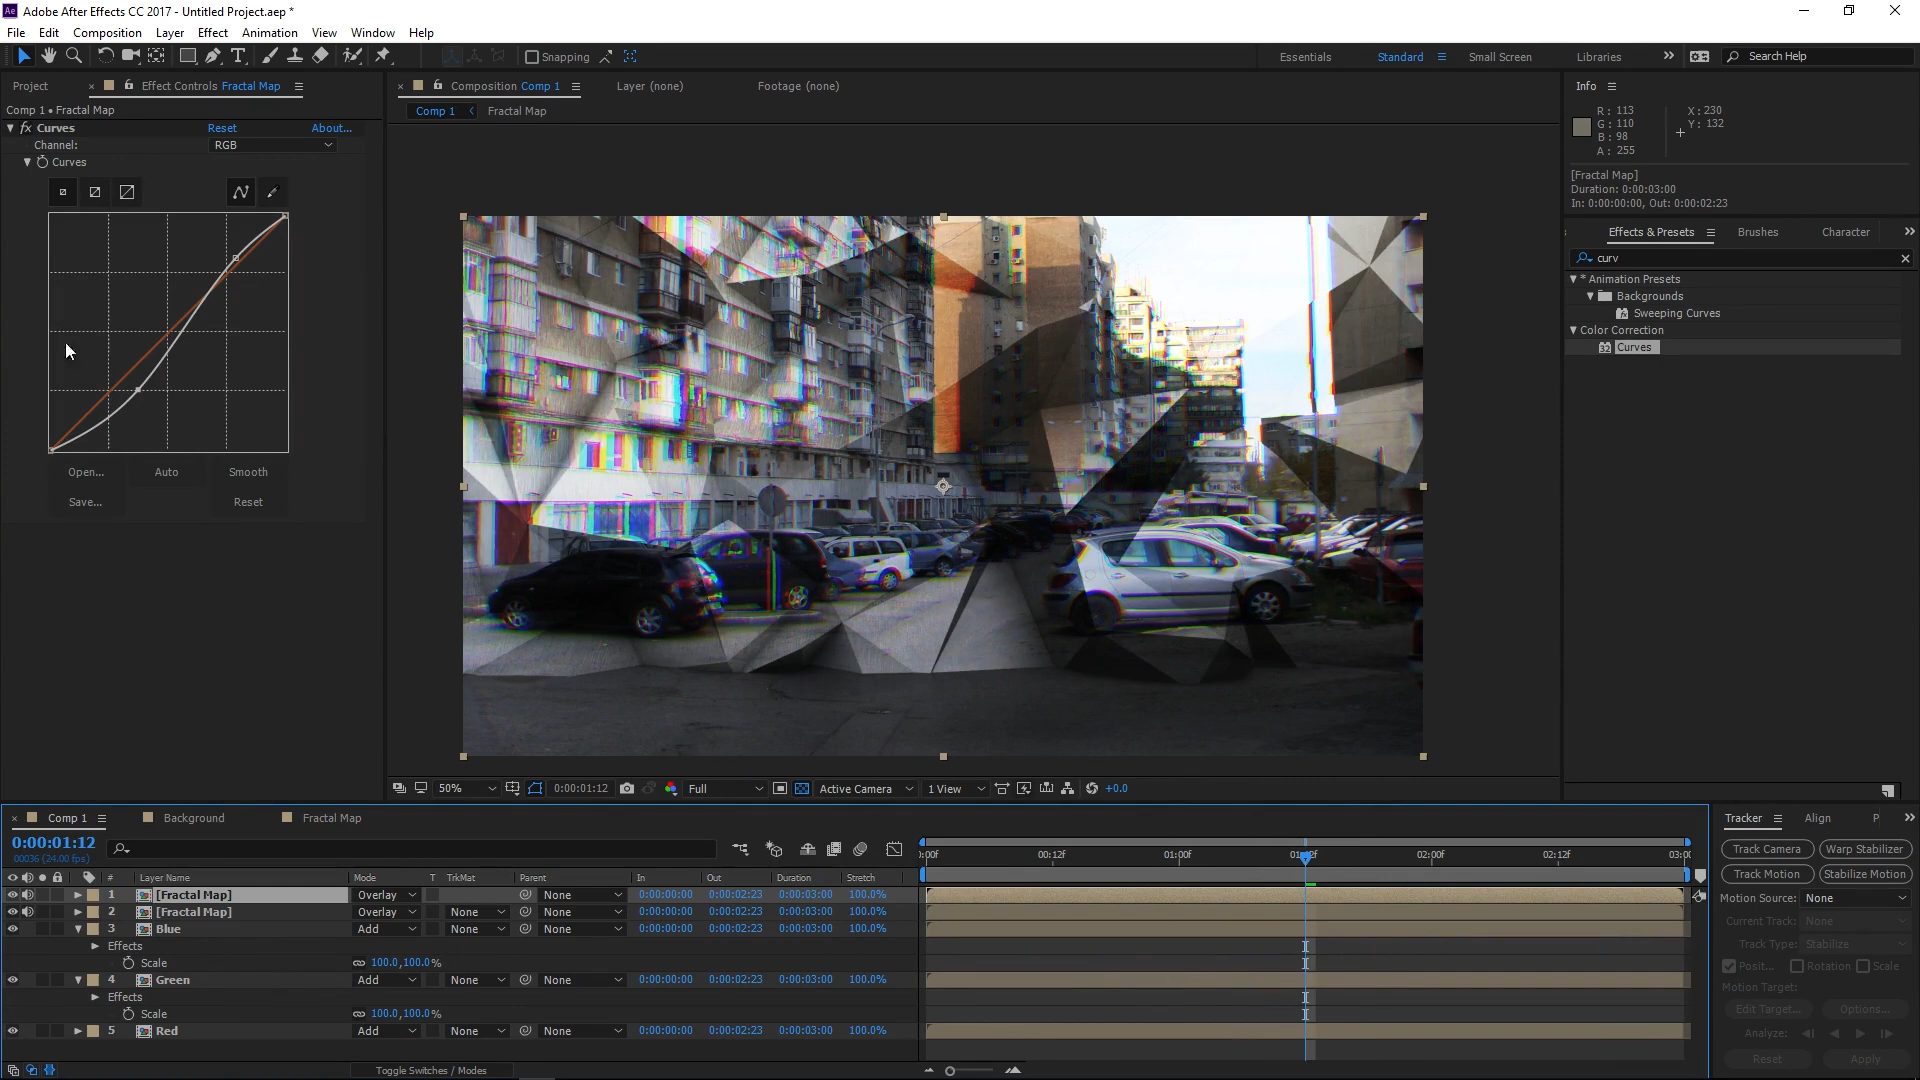 Ae Adobe After Effects CC 2017 - Untitled Project.aep *
File Edit Composition Layer Effect Animation View Window Help
T Snapping Essentials Standard Small Screen Libraries » Search Help
Project × Effect Controls Fractal Map
× Composition Comp 1 Layer (none) Footage (none)
Info
Comp 1 • Fractal Map
Comp 1 < Fractal Map
fx Curves Reset About...
Channel: RGB
Curves
Open... Auto Smooth
Save... Reset
R: 113 X: 230
G: 110 Y: 132
B: 98
A: 255
[Fractal Map]
Duration: 0:00:03:00
In: 0:00:00:00, Out: 0:00:02:23
Effects & Presets Brushes Character »
curv ×
* Animation Presets
Backgrounds
Sweeping Curves
Color Correction
32 Curves
50% 0:00:01:12 Full Active Camera 1 View +0.0
× Comp 1 Background Fractal Map
0:00:01:12
00036 (24.00 fps)
):00f 00:12f 01:00f 01:12f 02:00f 02:12f 03:00
# Layer Name Mode T TrkMat Parent In Out Duration Stretch
1 [Fractal Map] Overlay None 0:00:00:00 0:00:02:23 0:00:03:00 100.0%
2 [Fractal Map] Overlay None None 0:00:00:00 0:00:02:23 0:00:03:00 100.0%
3 Blue Add None None 0:00:00:00 0:00:02:23 0:00:03:00 100.0%
Effects
Scale 100.0,100.0%
4 Green Add None None 0:00:00:00 0:00:02:23 0:00:03:00 100.0%
Effects
Scale 100.0,100.0%
5 Red Add None None 0:00:00:00 0:00:02:23 0:00:03:00 100.0%
Toggle Switches / Modes
Tracker Align P »
Track Camera Warp Stabilizer
Track Motion Stabilize Motion
Motion Source: None
Current Track: None
Track Type: Stabilize
Posit... Rotation Scale
Motion Target:
Edit Target... Options...
Analyze:
Reset Apply